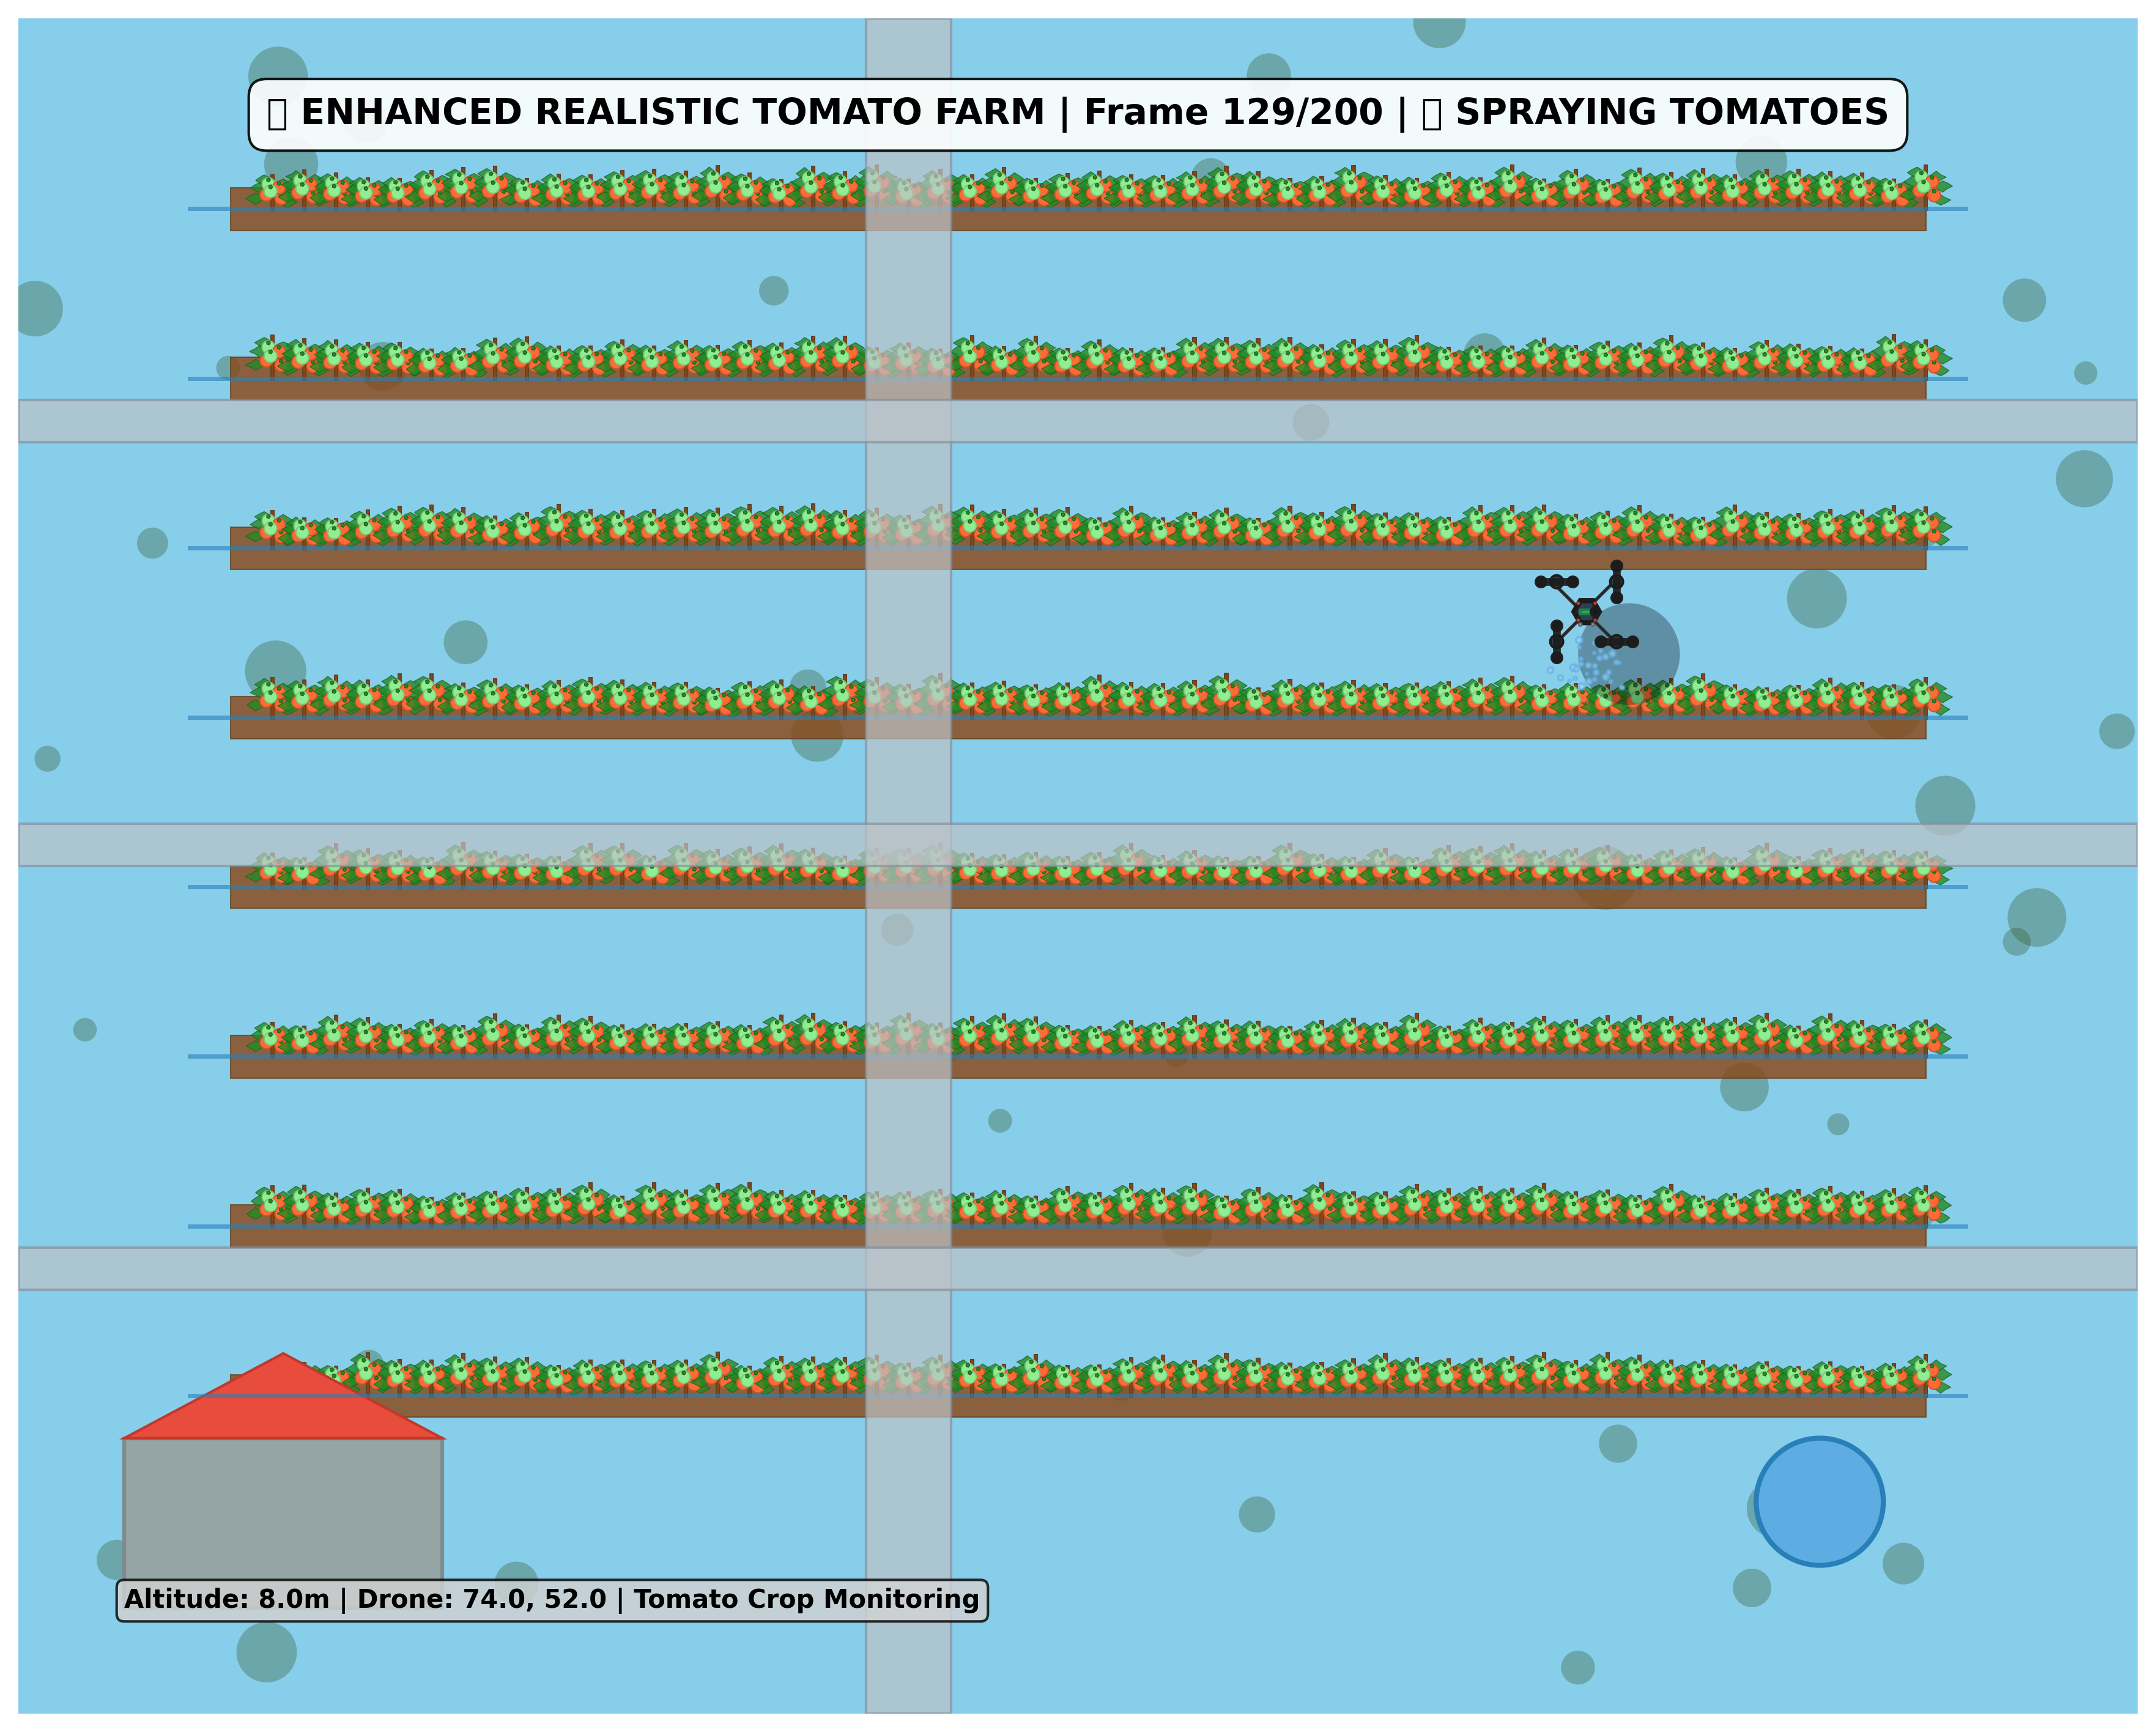 ▯ ENHANCED REALISTIC TOMATO FARM | Frame 129/200 | ▯ SPRAYING TOMATOES
Altitude: 8.0m | Drone: 74.0, 52.0 | Tomato Crop Monitoring